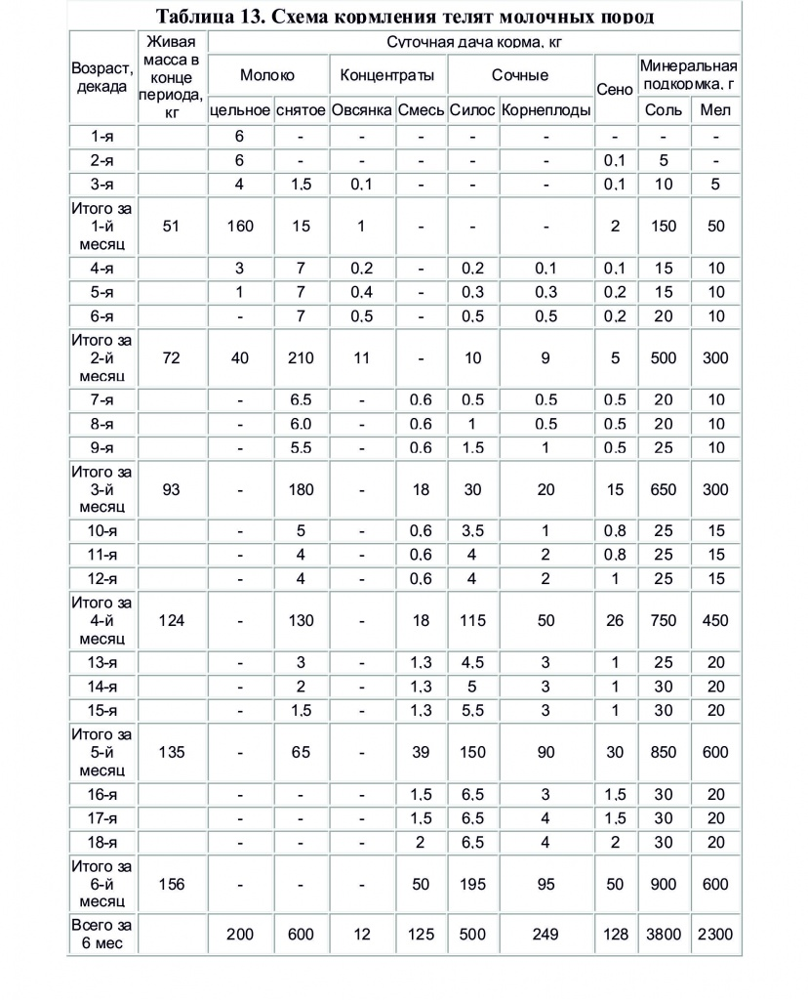 Таблица 13. Схема кормления телят молочных пород
Возраст, декада | Живая масса в конце периода, кг | Суточная дача корма, кг
Молоко | Концентраты | Сочные | Сено | Минеральная подкормка, г
цельное | снятое | Овсянка | Смесь | Силос | Корнеплоды | Соль | Мел
1-я | | 6 | - | - | - | - | - | - | - | -
2-я | | 6 | - | - | - | - | - | 0,1 | 5 | -
3-я | | 4 | 1,5 | 0,1 | - | - | - | 0,1 | 10 | 5
Итого за 1-й месяц | 51 | 160 | 15 | 1 | - | - | - | 2 | 150 | 50
4-я | | 3 | 7 | 0,2 | - | 0,2 | 0,1 | 0,1 | 15 | 10
5-я | | 1 | 7 | 0,4 | - | 0,3 | 0,3 | 0,2 | 15 | 10
6-я | | - | 7 | 0,5 | - | 0,5 | 0,5 | 0,2 | 20 | 10
Итого за 2-й месяц | 72 | 40 | 210 | 11 | - | 10 | 9 | 5 | 500 | 300
7-я | | - | 6.5 | - | 0.6 | 0.5 | 0.5 | 0.5 | 20 | 10
8-я | | - | 6.0 | - | 0.6 | 1 | 0.5 | 0.5 | 20 | 10
9-я | | - | 5.5 | - | 0.6 | 1.5 | 1 | 0.5 | 25 | 10
Итого за 3-й месяц | 93 | - | 180 | - | 18 | 30 | 20 | 15 | 650 | 300
10-я | | - | 5 | - | 0,6 | 3,5 | 1 | 0,8 | 25 | 15
11-я | | - | 4 | - | 0,6 | 4 | 2 | 0,8 | 25 | 15
12-я | | - | 4 | - | 0,6 | 4 | 2 | 1 | 25 | 15
Итого за 4-й месяц | 124 | - | 130 | - | 18 | 115 | 50 | 26 | 750 | 450
13-я | | - | 3 | - | 1,3 | 4,5 | 3 | 1 | 25 | 20
14-я | | - | 2 | - | 1,3 | 5 | 3 | 1 | 30 | 20
15-я | | - | 1,5 | - | 1,3 | 5,5 | 3 | 1 | 30 | 20
Итого за 5-й месяц | 135 | - | 65 | - | 39 | 150 | 90 | 30 | 850 | 600
16-я | | - | - | - | 1,5 | 6,5 | 3 | 1,5 | 30 | 20
17-я | | - | - | - | 1,5 | 6,5 | 4 | 1,5 | 30 | 20
18-я | | - | - | - | 2 | 6,5 | 4 | 2 | 30 | 20
Итого за 6-й месяц | 156 | - | - | - | 50 | 195 | 95 | 50 | 900 | 600
Всего за 6 мес | | 200 | 600 | 12 | 125 | 500 | 249 | 128 | 3800 | 2300